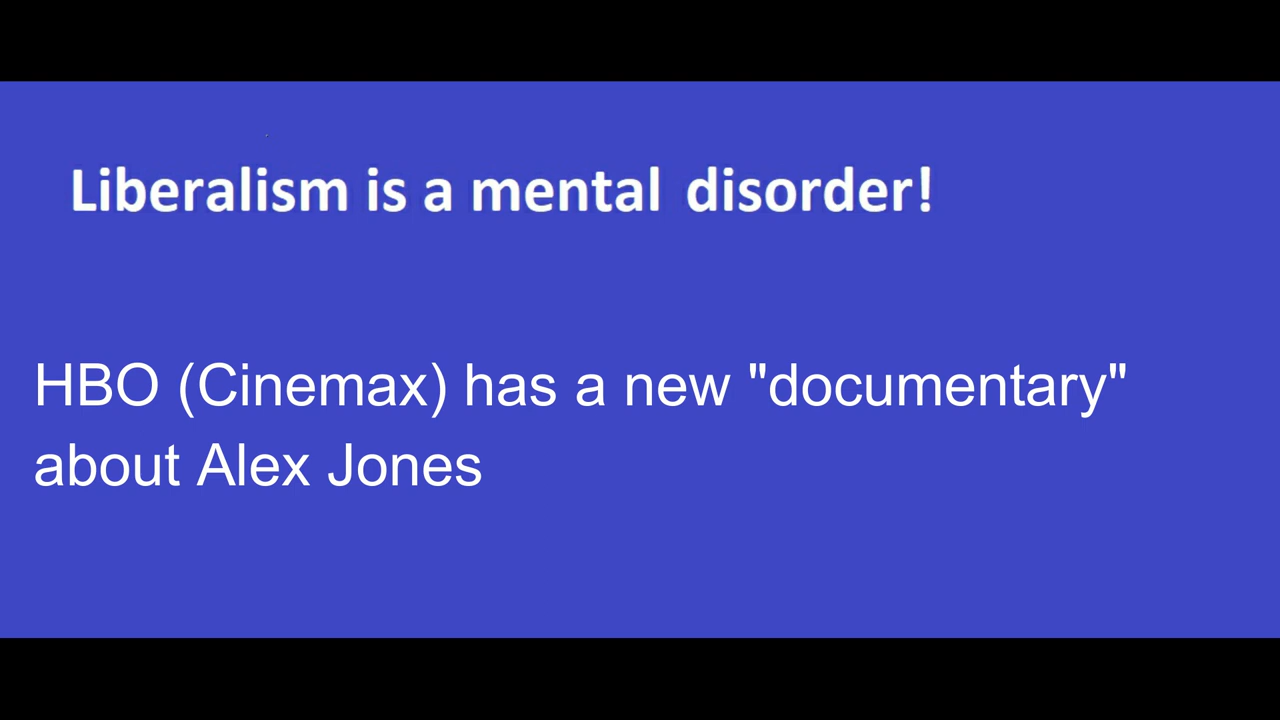 Liberalism is a mental disorder!
HBO (Cinemax) has a new "documentary"
about Alex Jones